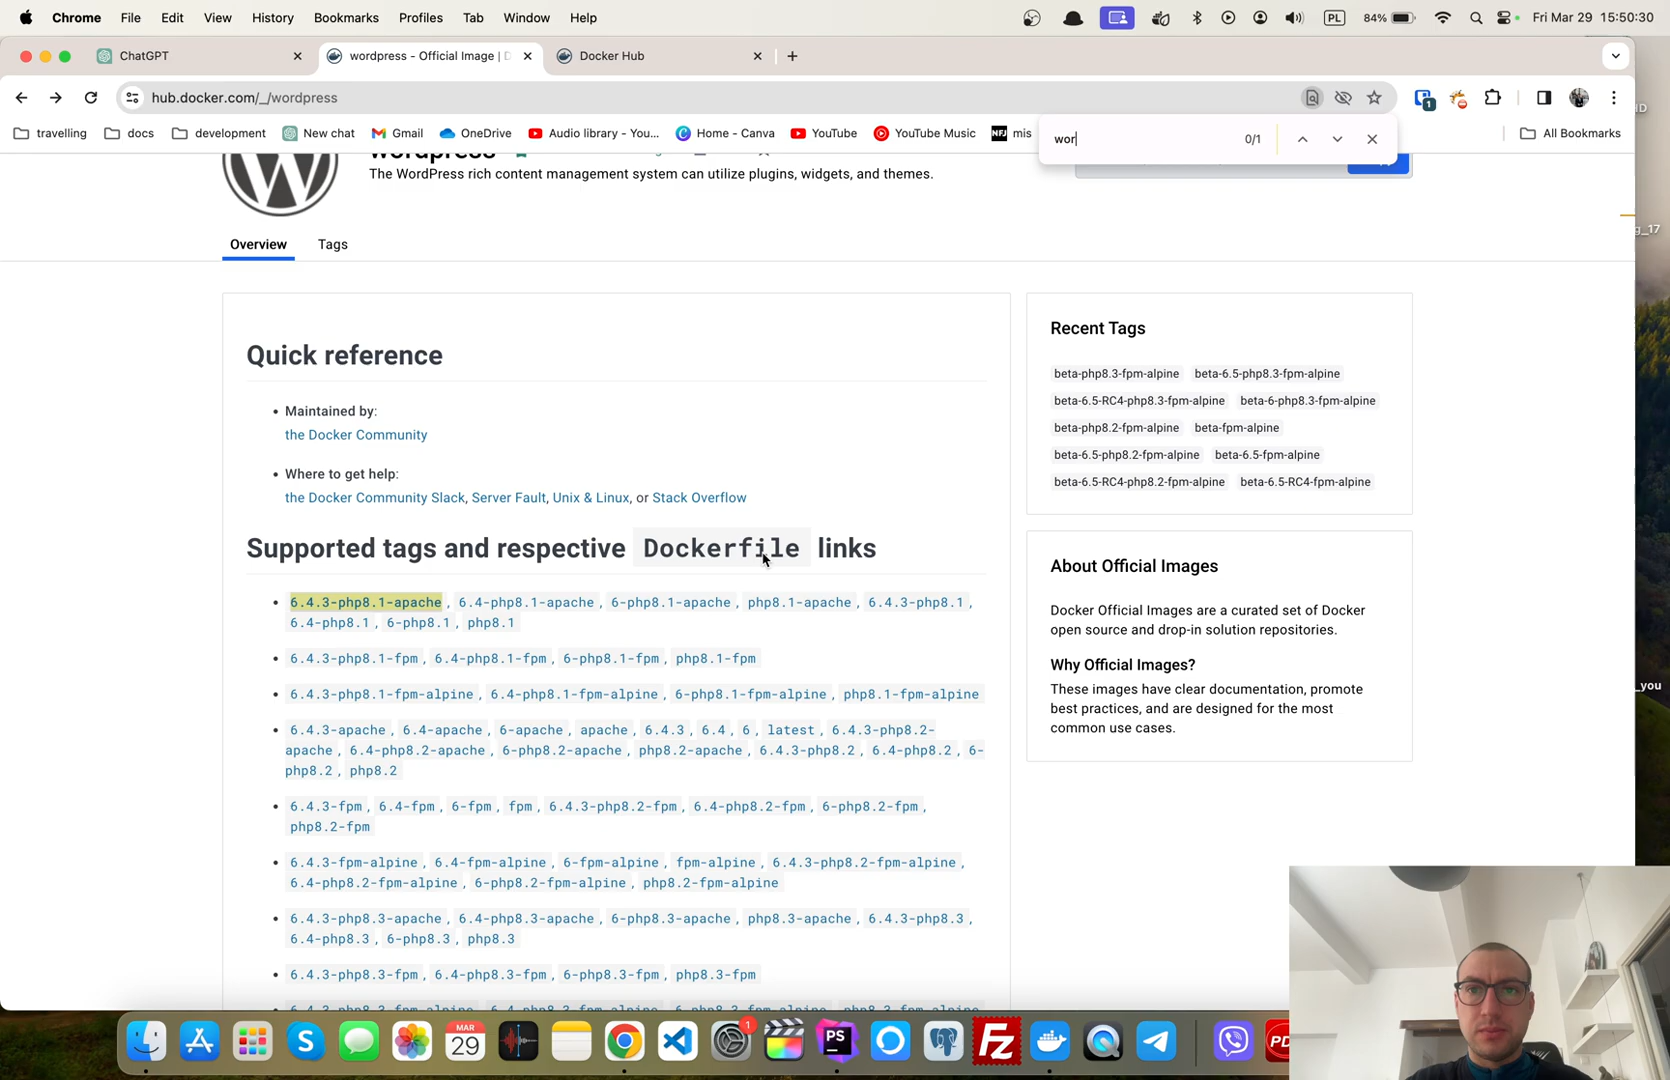 Chrome File Edit View History Bookmarks Profiles Tab Window Help PL 84% Fri Mar 29 15:50:30
ChatGPT wordpress - Official Image | D Docker Hub
hub.docker.com/_/wordpress
travelling docs development New chat Gmail OneDrive Audio library - You... Home - Canva YouTube YouTube Music NFJ mis All Bookmarks
wor 0/1
The WordPress rich content management system can utilize plugins, widgets, and themes.
Overview Tags
Quick reference
Maintained by:
the Docker Community
Where to get help:
the Docker Community Slack, Server Fault, Unix & Linux, or Stack Overflow
Supported tags and respective Dockerfile links
6.4.3-php8.1-apache, 6.4-php8.1-apache, 6-php8.1-apache, php8.1-apache, 6.4.3-php8.1,
6.4-php8.1, 6-php8.1, php8.1
6.4.3-php8.1-fpm, 6.4-php8.1-fpm, 6-php8.1-fpm, php8.1-fpm
6.4.3-php8.1-fpm-alpine, 6.4-php8.1-fpm-alpine, 6-php8.1-fpm-alpine, php8.1-fpm-alpine
6.4.3-apache, 6.4-apache, 6-apache, apache, 6.4.3, 6.4, 6, latest, 6.4.3-php8.2-
apache, 6.4-php8.2-apache, 6-php8.2-apache, php8.2-apache, 6.4.3-php8.2, 6.4-php8.2, 6-
php8.2, php8.2
6.4.3-fpm, 6.4-fpm, 6-fpm, fpm, 6.4.3-php8.2-fpm, 6.4-php8.2-fpm, 6-php8.2-fpm,
php8.2-fpm
6.4.3-fpm-alpine, 6.4-fpm-alpine, 6-fpm-alpine, fpm-alpine, 6.4.3-php8.2-fpm-alpine,
6.4-php8.2-fpm-alpine, 6-php8.2-fpm-alpine, php8.2-fpm-alpine
6.4.3-php8.3-apache, 6.4-php8.3-apache, 6-php8.3-apache, php8.3-apache, 6.4.3-php8.3,
6.4-php8.3, 6-php8.3, php8.3
6.4.3-php8.3-fpm, 6.4-php8.3-fpm, 6-php8.3-fpm, php8.3-fpm
Recent Tags
beta-php8.3-fpm-alpine beta-6.5-php8.3-fpm-alpine
beta-6.5-RC4-php8.3-fpm-alpine beta-6-php8.3-fpm-alpine
beta-php8.2-fpm-alpine beta-fpm-alpine
beta-6.5-php8.2-fpm-alpine beta-6.5-fpm-alpine
beta-6.5-RC4-php8.2-fpm-alpine beta-6.5-RC4-fpm-alpine
About Official Images
Docker Official Images are a curated set of Docker
open source and drop-in solution repositories.
Why Official Images?
These images have clear documentation, promote
best practices, and are designed for the most
common use cases.
g_17
_you
MAR
29
1
PS
Fz